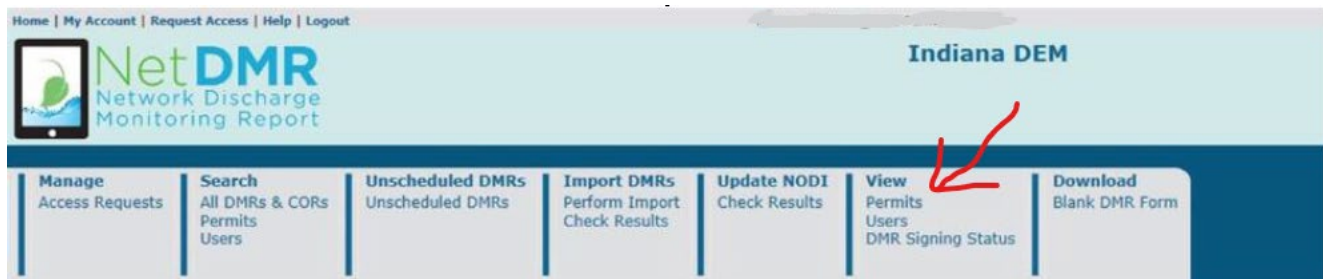 Home | My Account | Request Access | Help | Logout
NetDMR
Network Discharge
Monitoring Report
Indiana DEM
Manage
Access Requests
Search
All DMRs & CORs
Permits
Users
Unscheduled DMRs
Unscheduled DMRs
Import DMRs
Perform Import
Check Results
Update NODI
Check Results
View
Permits
Users
DMR Signing Status
Download
Blank DMR Form